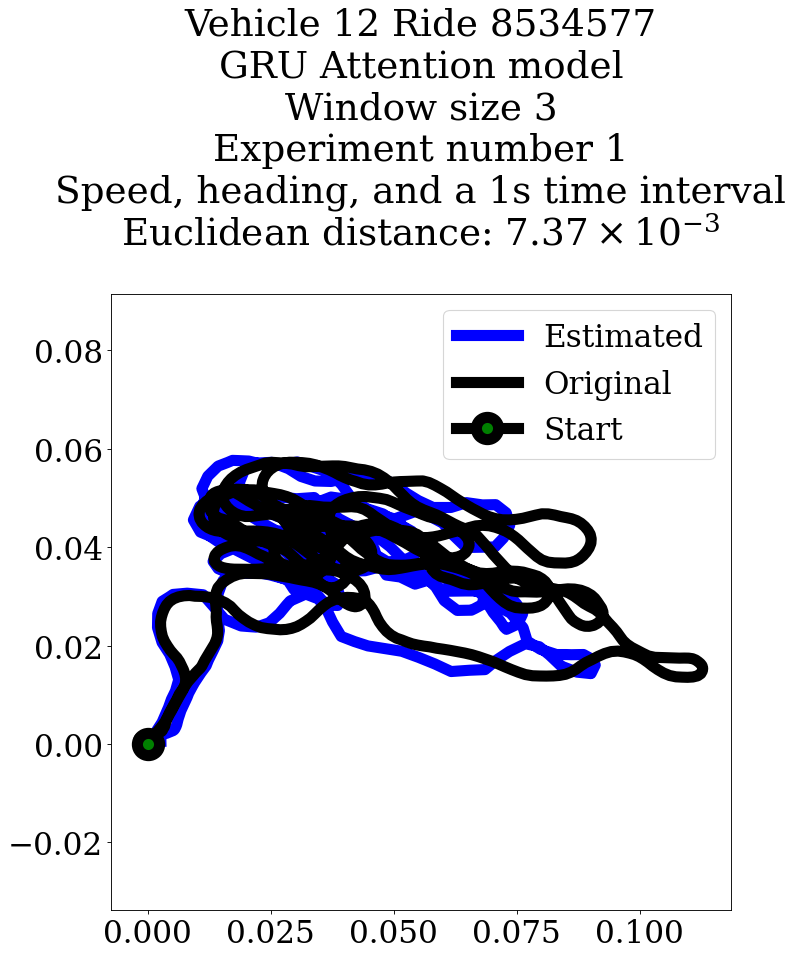 Vehicle 12 Ride 8534577
GRU Attention model
Window size 3
Experiment number 1
Speed, heading, and a 1s time interval
Euclidean distance: 7.37 × 10⁻³
Estimated
Original
Start
0.08
0.06
0.04
0.02
0.00
−0.02
0.000 0.025 0.050 0.075 0.100